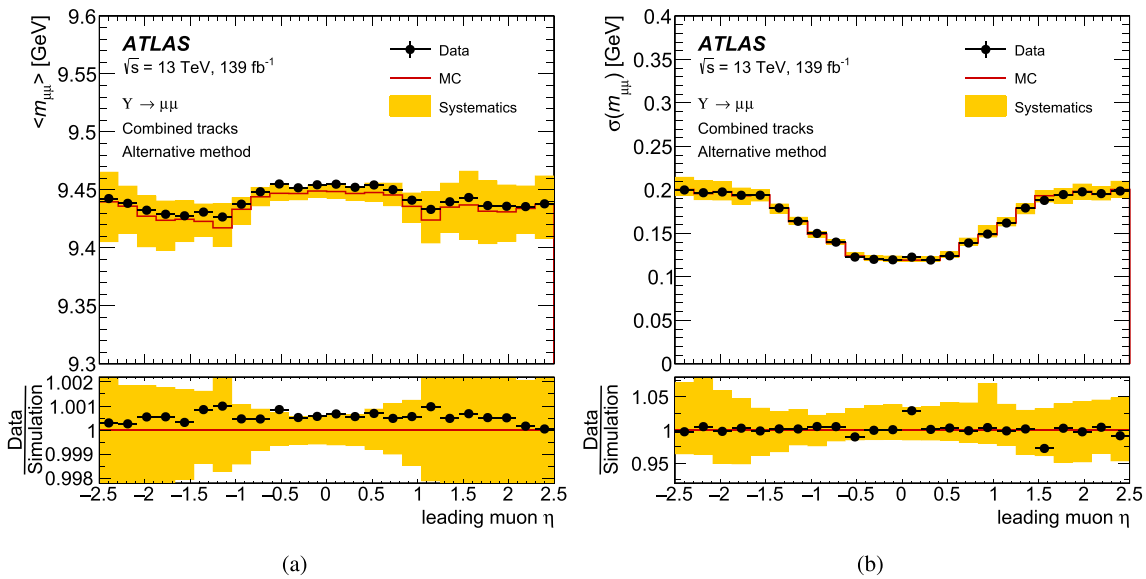 <m_μμ> [GeV]
9.6
9.55
9.5
9.45
9.4
9.35
9.3
ATLAS
√s = 13 TeV, 139 fb⁻¹
Υ → μμ
Combined tracks
Alternative method
Data
MC
Systematics
Data
Simulation
1.002
1.001
1
0.999
0.998
−2.5 −2 −1.5 −1 −0.5 0 0.5 1 1.5 2 2.5
leading muon η
(a)
σ(m_μμ) [GeV]
0.4
0.35
0.3
0.25
0.2
0.15
0.1
0.05
0
ATLAS
√s = 13 TeV, 139 fb⁻¹
Υ → μμ
Combined tracks
Alternative method
Data
MC
Systematics
Data
Simulation
1.05
1
0.95
−2.5 −2 −1.5 −1 −0.5 0 0.5 1 1.5 2 2.5
leading muon η
(b)